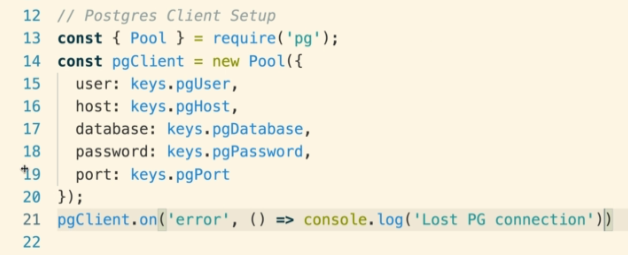 12 // Postgres Client Setup
13 const { Pool } = require('pg');
14 const pgClient = new Pool({
15   user: keys.pgUser,
16   host: keys.pgHost,
17   database: keys.pgDatabase,
18   password: keys.pgPassword,
19   port: keys.pgPort
20 });
21 pgClient.on('error', () => console.log('Lost PG connection'))
22